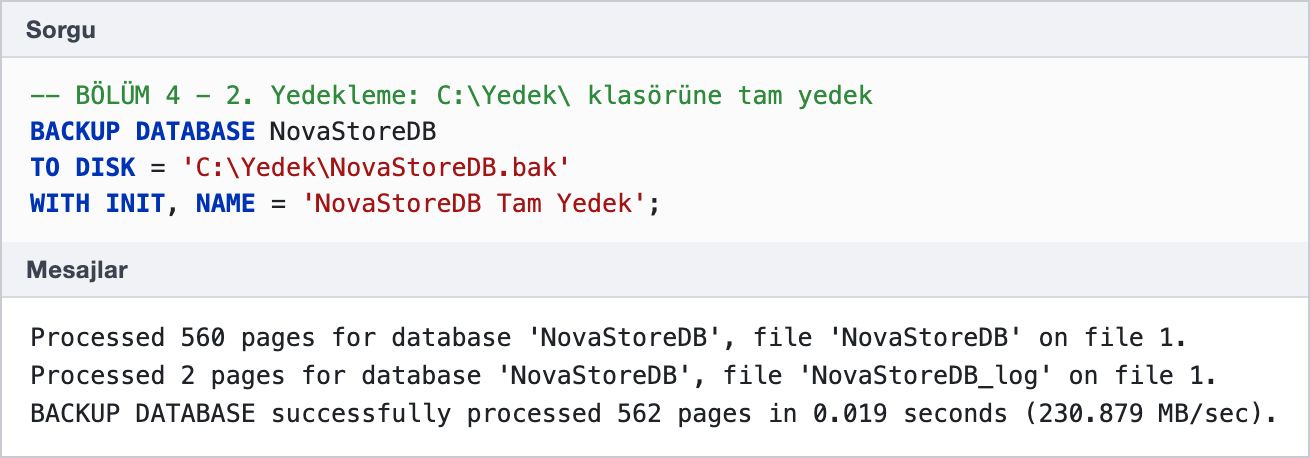 Sorgu
-- BÖLÜM 4 - 2. Yedekleme: C:\Yedek\ klasörüne tam yedek
BACKUP DATABASE NovaStoreDB
TO DISK = 'C:\Yedek\NovaStoreDB.bak'
WITH INIT, NAME = 'NovaStoreDB Tam Yedek';
Mesajlar
Processed 560 pages for database 'NovaStoreDB', file 'NovaStoreDB' on file 1.
Processed 2 pages for database 'NovaStoreDB', file 'NovaStoreDB_log' on file 1.
BACKUP DATABASE successfully processed 562 pages in 0.019 seconds (230.879 MB/sec).